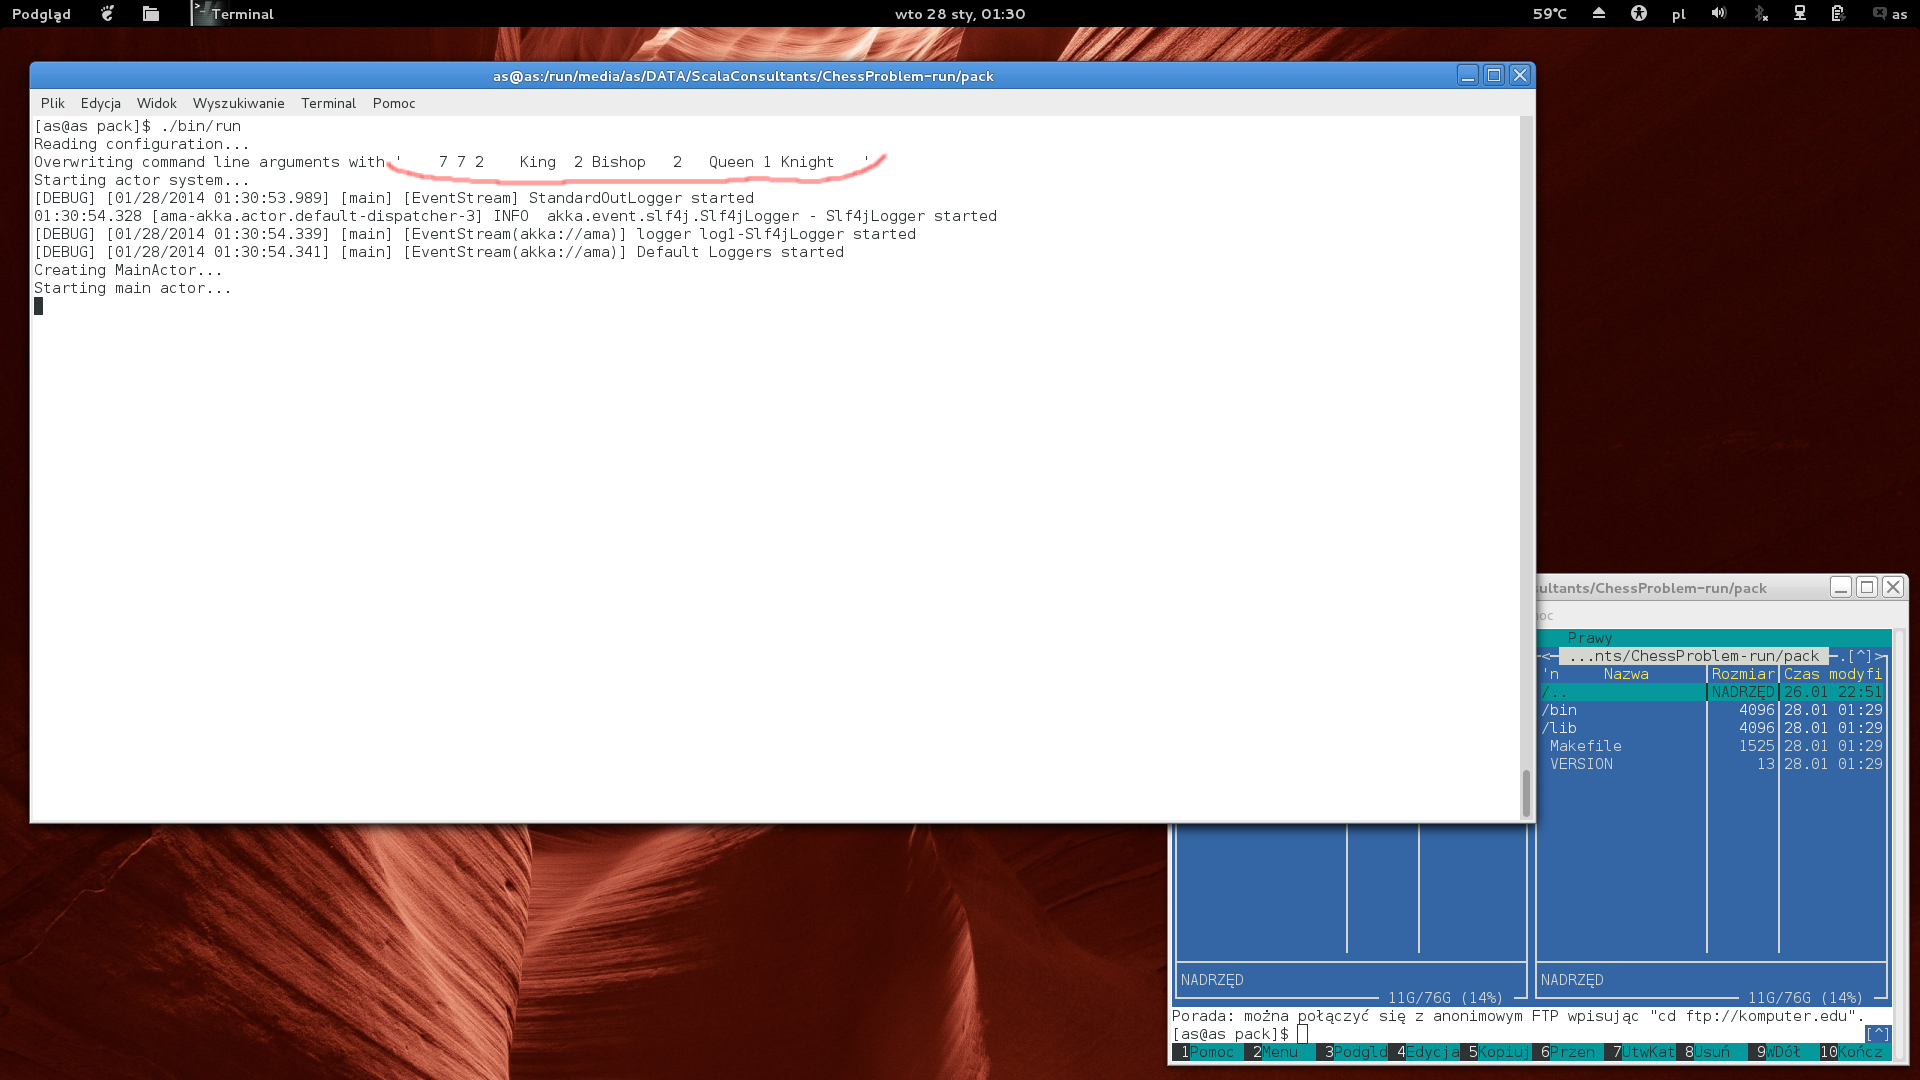 Podgląd Terminal wto 28 sty, 01:30 59°C pl as
as@as:/run/media/as/DATA/ScalaConsultants/ChessProblem-run/pack
Plik Edycja Widok Wyszukiwanie Terminal Pomoc
[as@as pack]$ ./bin/run
Reading configuration...
Overwriting command line arguments with '    7 7 2    King  2 Bishop   2   Queen 1 Knight   '
Starting actor system...
[DEBUG] [01/28/2014 01:30:53.989] [main] [EventStream] StandardOutLogger started
01:30:54.328 [ama-akka.actor.default-dispatcher-3] INFO  akka.event.slf4j.Slf4jLogger - Slf4jLogger started
[DEBUG] [01/28/2014 01:30:54.339] [main] [EventStream(akka://ama)] logger log1-Slf4jLogger started
[DEBUG] [01/28/2014 01:30:54.341] [main] [EventStream(akka://ama)] Default Loggers started
Creating MainActor...
Starting main actor...
sultants/ChessProblem-run/pack
oc
Prawy
<─ ...nts/ChessProblem-run/pack ─.[^]>
'n Nazwa Rozmiar Czas modyfi
/.. NADRZĘD 26.01 22:51
/bin 4096 28.01 01:29
/lib 4096 28.01 01:29
Makefile 1525 28.01 01:29
VERSION 13 28.01 01:29
NADRZĘD NADRZĘD
11G/76G (14%) 11G/76G (14%)
Porada: można połączyć się z anonimowym FTP wpisując "cd ftp://komputer.edu".
[as@as pack]$ [^]
1Pomoc 2Menu 3Podgld 4Edycja 5Kopiuj 6Przen 7UtwKat 8Usuń 9WDół 10Kończ